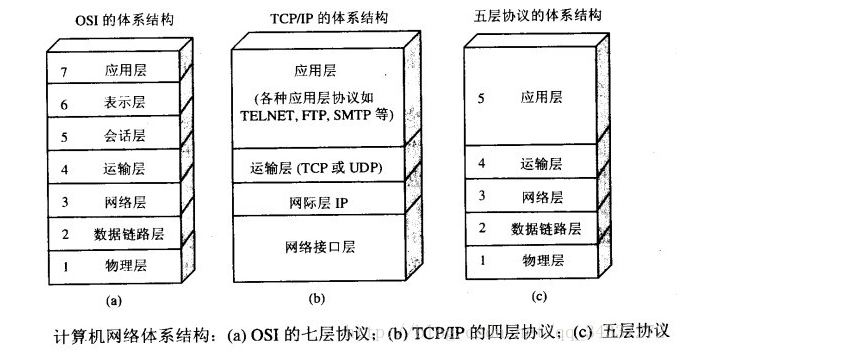 OSI 的体系结构
7 应用层
6 表示层
5 会话层
4 运输层
3 网络层
2 数据链路层
1 物理层
(a)
TCP/IP 的体系结构
应用层
(各种应用层协议如
TELNET, FTP, SMTP 等)
运输层 (TCP 或 UDP)
网际层 IP
网络接口层
(b)
五层协议的体系结构
5 应用层
4 运输层
3 网络层
2 数据链路层
1 物理层
(c)
计算机网络体系结构：(a) OSI 的七层协议；(b) TCP/IP 的四层协议；(c) 五层协议